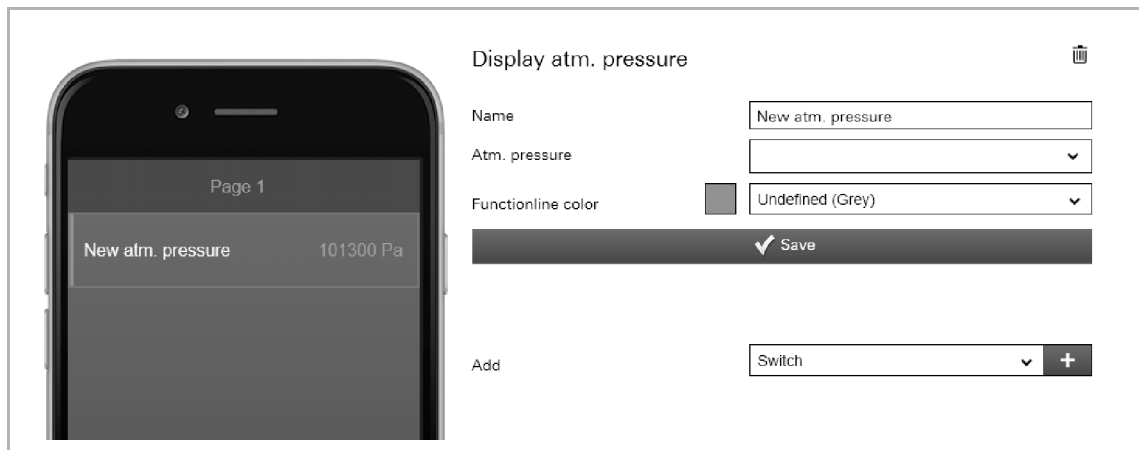 Display atm. pressure
Name
New atm. pressure
Atm. pressure
Functionline color
Undefined (Grey)
Save
Add
Switch
Page 1
New atm. pressure 101300 Pa